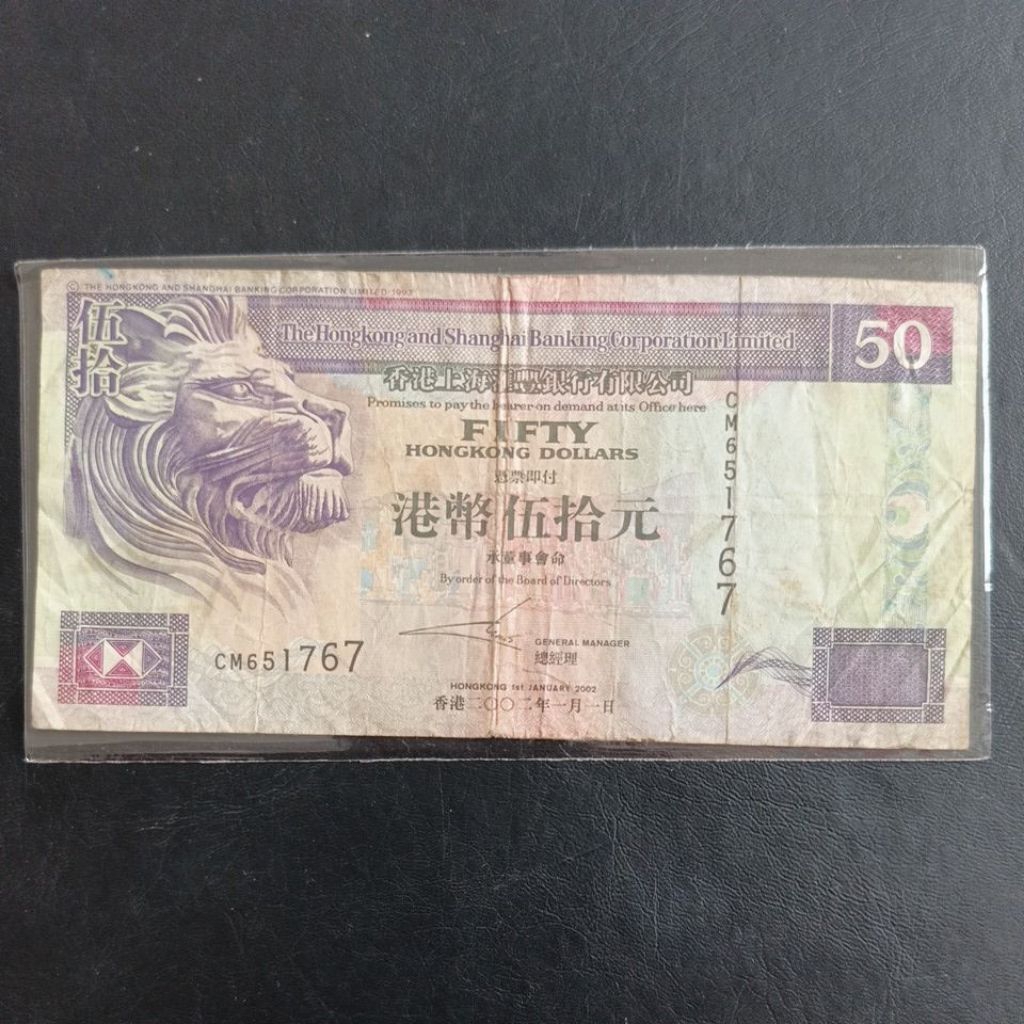 © THE HONGKONG AND SHANGHAI BANKING CORPORATION LIMITED 1993
伍拾
The Hongkong and Shanghai Banking Corporation Limited
50
香港上海滙豐銀行有限公司
Promises to pay the bearer on demand at its Office here
FIFTY
HONGKONG DOLLARS
憑票即付
港幣伍拾元
承董事會命
By order of the Board of Directors
CM651767
GENERAL MANAGER
總經理
CM651767
HONGKONG 1st JANUARY 2002
香港二〇〇二年一月一日